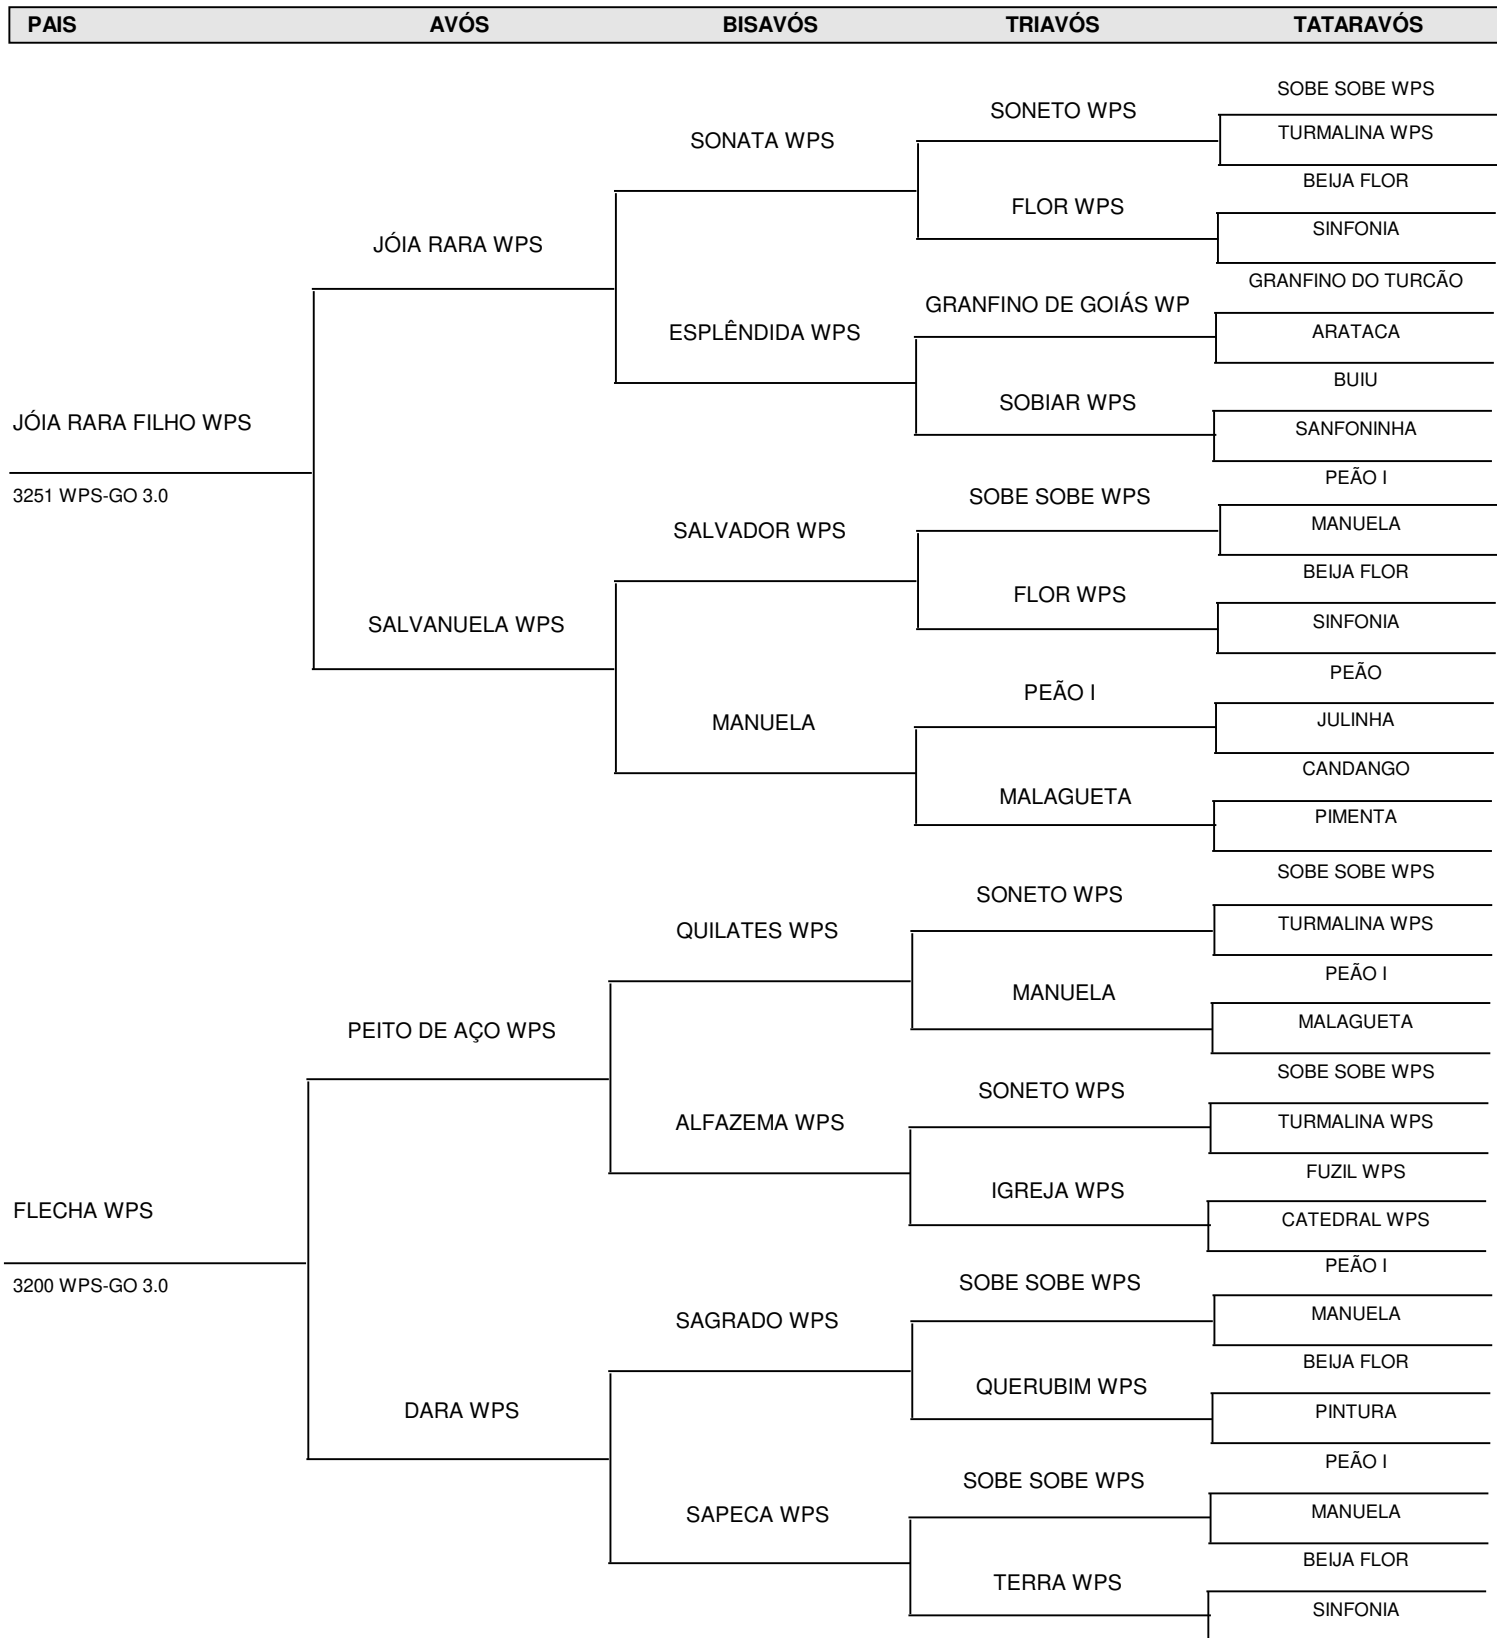 PAIS AVÓS BISAVÓS TRIAVÓS TATARAVÓS
SOBE SOBE WPS
SONETO WPS
TURMALINA WPS
SONATA WPS
BEIJA FLOR
FLOR WPS
SINFONIA
JÓIA RARA WPS
GRANFINO DO TURCÃO
GRANFINO DE GOIÁS WP
ARATACA
ESPLÊNDIDA WPS
BUIU
SOBIAR WPS
SANFONINHA
JÓIA RARA FILHO WPS
3251 WPS-GO 3.0
PEÃO I
SOBE SOBE WPS
MANUELA
SALVADOR WPS
BEIJA FLOR
FLOR WPS
SINFONIA
SALVANUELA WPS
PEÃO
PEÃO I
JULINHA
MANUELA
CANDANGO
MALAGUETA
PIMENTA
SOBE SOBE WPS
SONETO WPS
TURMALINA WPS
QUILATES WPS
PEÃO I
MANUELA
MALAGUETA
PEITO DE AÇO WPS
SOBE SOBE WPS
SONETO WPS
TURMALINA WPS
ALFAZEMA WPS
FUZIL WPS
IGREJA WPS
CATEDRAL WPS
FLECHA WPS
3200 WPS-GO 3.0
PEÃO I
SOBE SOBE WPS
MANUELA
SAGRADO WPS
BEIJA FLOR
QUERUBIM WPS
PINTURA
DARA WPS
PEÃO I
SOBE SOBE WPS
MANUELA
SAPECA WPS
BEIJA FLOR
TERRA WPS
SINFONIA